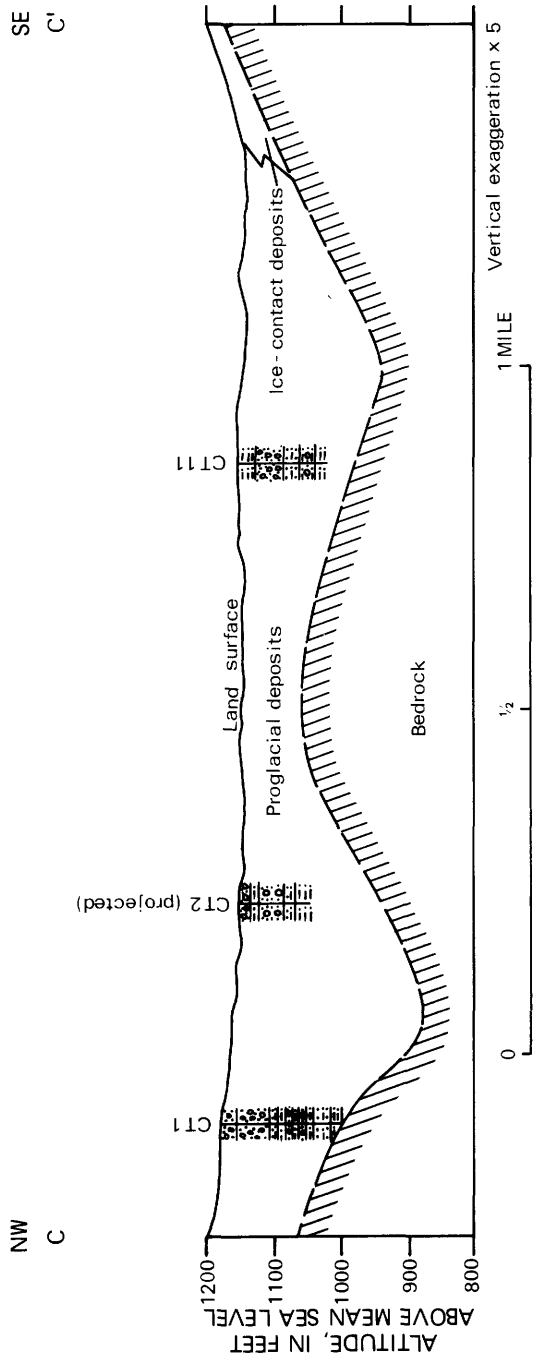 NW
SE
C
C'
CT1
CT2 (projected)
CT11
Land surface
Proglacial deposits
Ice-contact deposits
Bedrock
ALTITUDE, IN FEET
ABOVE MEAN SEA LEVEL
1200
1100
1000
900
800
Vertical exaggeration x 5
0
½
1 MILE